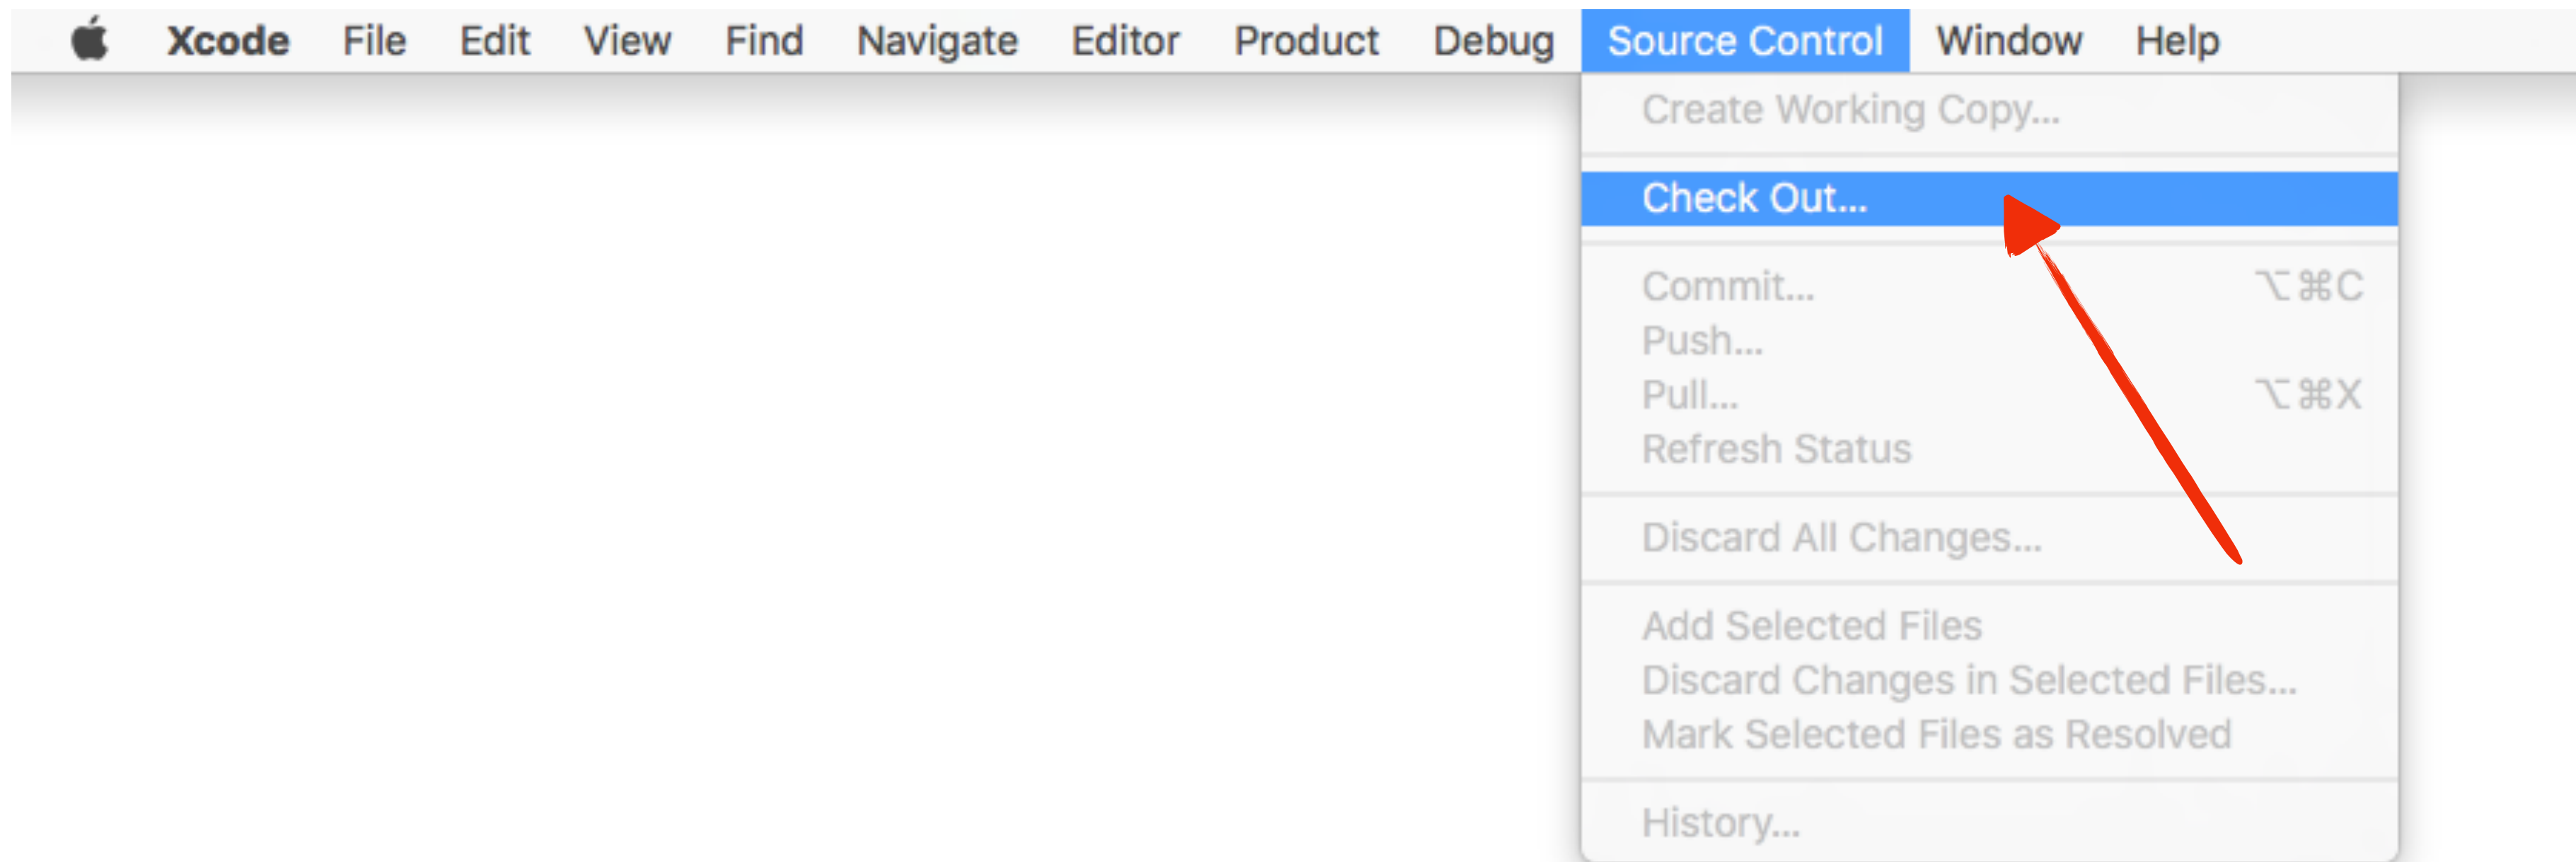 Xcode File Edit View Find Navigate Editor Product Debug Source Control Window Help
Create Working Copy...
Check Out...
Commit... ⌥⌘C
Push...
Pull... ⌥⌘X
Refresh Status
Discard All Changes...
Add Selected Files
Discard Changes in Selected Files...
Mark Selected Files as Resolved
History...